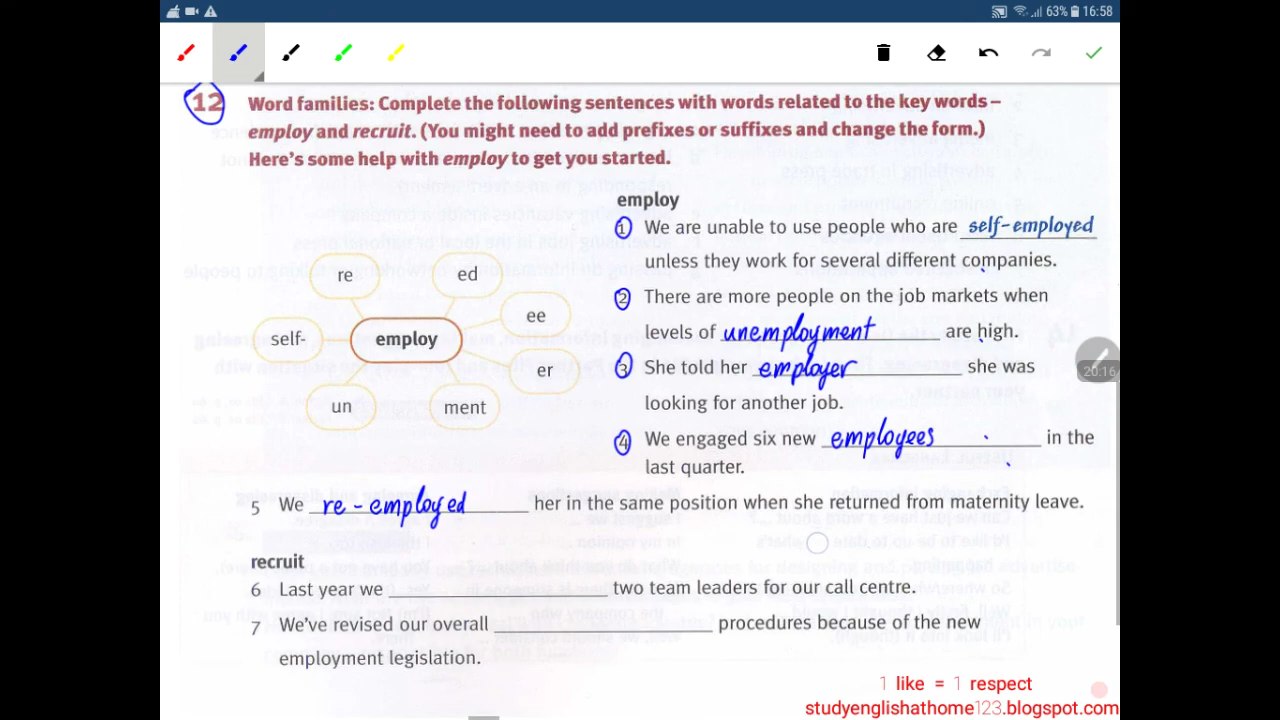 63% 16:58
12 Word families: Complete the following sentences with words related to the key words –
employ and recruit. (You might need to add prefixes or suffixes and change the form.)
Here's some help with employ to get you started.
re
ed
ee
self-
employ
er
un
ment
employ
1 We are unable to use people who are self-employed
unless they work for several different companies.
2 There are more people on the job markets when
levels of unemployment are high.
3 She told her employer she was
looking for another job.
4 We engaged six new employees in the
last quarter.
5 We re-employed her in the same position when she returned from maternity leave.
recruit
6 Last year we ____________ two team leaders for our call centre.
7 We've revised our overall ____________ procedures because of the new
employment legislation.
20:16
1 like = 1 respect
studyenglishathome123.blogspot.com